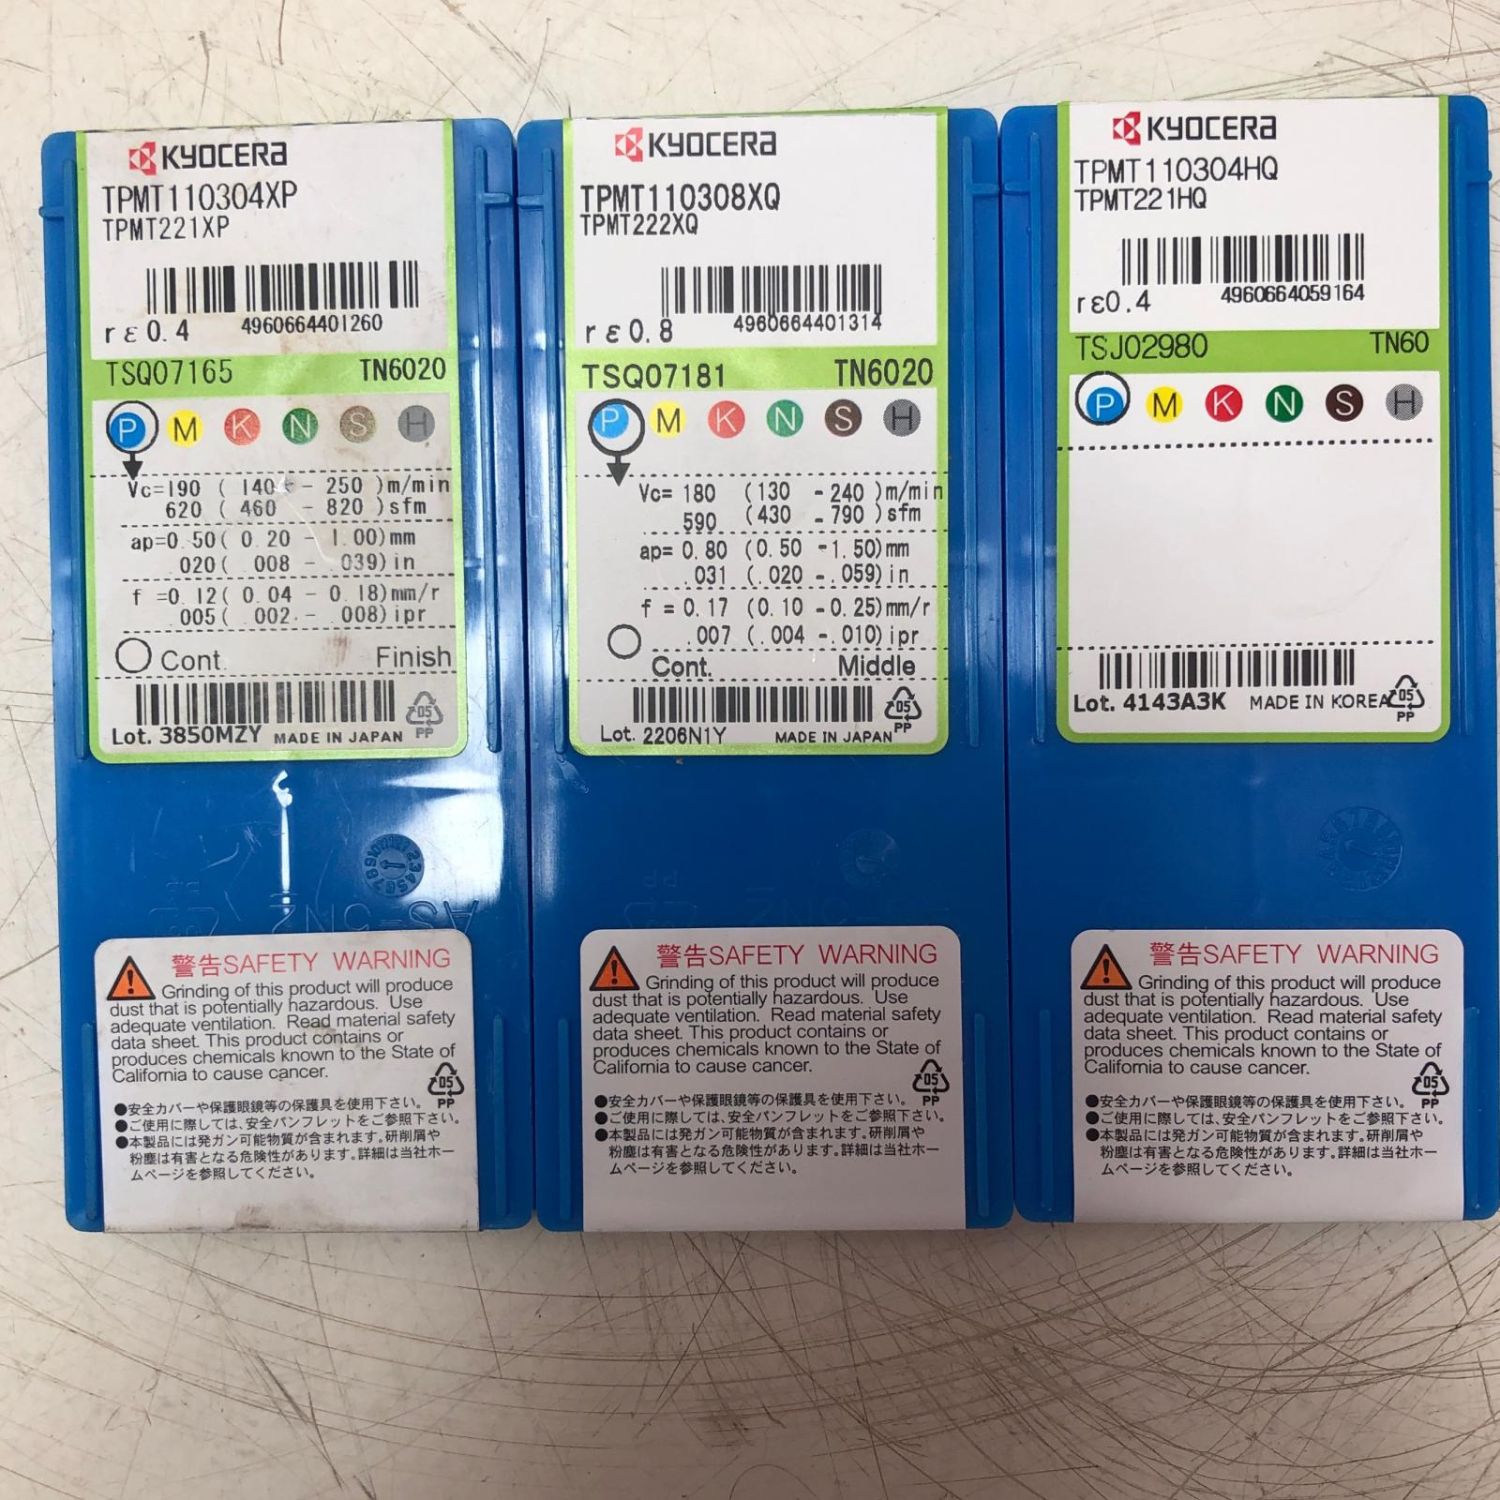 KYOCERA
TPMT110304XP
TPMT221XP
rε0.4 4960664401260
TSQ07165 TN6020
P M K N S H
Vc=190 ( 140 - 250 )m/min
620 ( 460 - 820 )sfm
ap=0.50( 0.20 - 1.00)mm
.020( .008 - .039)in
f =0.12( 0.04 - 0.18)mm/r
.005( .002 - .008)ipr
Cont. Finish
Lot. 3850MZY MADE IN JAPAN
05
PP
警告SAFETY WARNING
Grinding of this product will produce
dust that is potentially hazardous. Use
adequate ventilation. Read material safety
data sheet. This product contains or
produces chemicals known to the State of
California to cause cancer.
05
PP
●安全カバーや保護眼鏡等の保護具を使用下さい。
●ご使用に際しては、安全パンフレットをご参照下さい。
●本製品には発ガン可能物質が含まれます。研削屑や
粉塵は有害となる危険性があります。詳細は当社ホー
ムページを参照してください。
KYOCERA
TPMT110308XQ
TPMT222XQ
rε0.8 4960664401314
TSQ07181 TN6020
P M K N S H
Vc= 180 (130 - 240 )m/min
590 (430 - 790 )sfm
ap= 0.80 (0.50 -1.50)mm
.031 (.020 -.059)in
f = 0.17 (0.10 -0.25)mm/r
.007 (.004 -.010)ipr
Cont. Middle
Lot. 2206N1Y MADE IN JAPAN
05
PP
警告SAFETY WARNING
Grinding of this product will produce
dust that is potentially hazardous. Use
adequate ventilation. Read material safety
data sheet. This product contains or
produces chemicals known to the State of
California to cause cancer.
05
PP
●安全カバーや保護眼鏡等の保護具を使用下さい。
●ご使用に際しては、安全パンフレットをご参照下さい。
●本製品には発ガン可能物質が含まれます。研削屑や
粉塵は有害となる危険性があります。詳細は当社ホー
ムページを参照してください。
KYOCERA
TPMT110304HQ
TPMT221HQ
rε0.4 4960664059164
TSJ02980 TN60
P M K N S H
Lot. 4143A3K MADE IN KOREA
05
PP
警告SAFETY WARNING
Grinding of this product will produce
dust that is potentially hazardous. Use
adequate ventilation. Read material safety
data sheet. This product contains or
produces chemicals known to the State of
California to cause cancer.
05
PP
●安全カバーや保護眼鏡等の保護具を使用下さい。
●ご使用に際しては、安全パンフレットをご参照下さい。
●本製品には発ガン可能物質が含まれます。研削屑や
粉塵は有害となる危険性があります。詳細は当社ホー
ムページを参照してください。